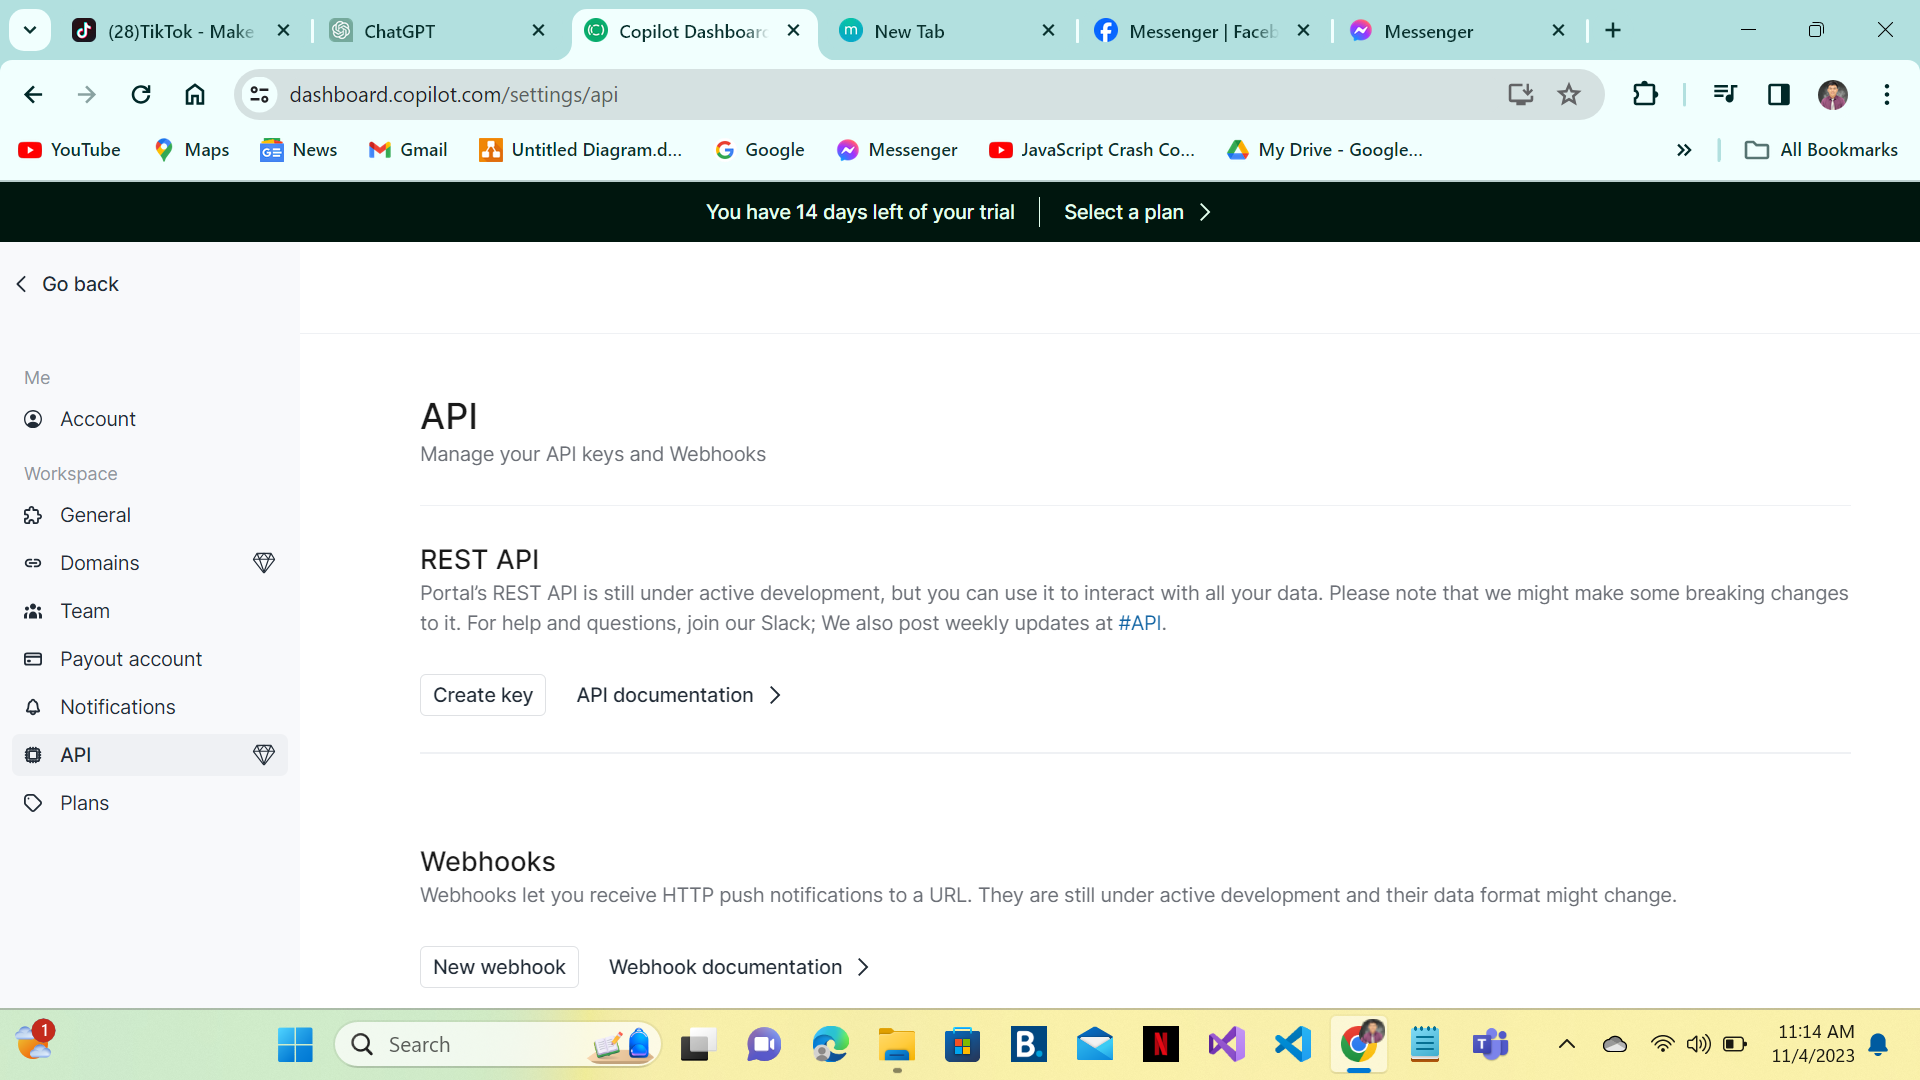 (28)TikTok - Make
ChatGPT
Copilot Dashboard
New Tab
Messenger | Faceb
Messenger
dashboard.copilot.com/settings/api
YouTube
Maps
News
Gmail
Untitled Diagram.d...
Google
Messenger
JavaScript Crash Co...
My Drive - Google...
All Bookmarks
You have 14 days left of your trial
Select a plan
Go back
Me
Account
Workspace
General
Domains
Team
Payout account
Notifications
API
Plans
API
Manage your API keys and Webhooks
REST API
Portal’s REST API is still under active development, but you can use it to interact with all your data. Please note that we might make some breaking changes
to it. For help and questions, join our Slack; We also post weekly updates at #API.
Create key
API documentation
Webhooks
Webhooks let you receive HTTP push notifications to a URL. They are still under active development and their data format might change.
New webhook
Webhook documentation
1
Search
11:14 AM
11/4/2023